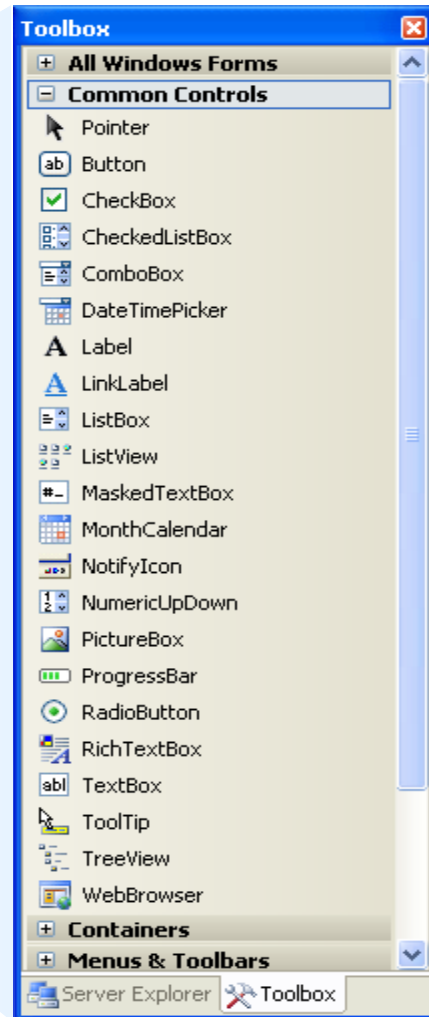 Toolbox
All Windows Forms
Common Controls
Pointer
Button
CheckBox
CheckedListBox
ComboBox
DateTimePicker
Label
LinkLabel
ListBox
ListView
MaskedTextBox
MonthCalendar
NotifyIcon
NumericUpDown
PictureBox
ProgressBar
RadioButton
RichTextBox
TextBox
ToolTip
TreeView
WebBrowser
Containers
Menus & Toolbars
Server Explorer Toolbox